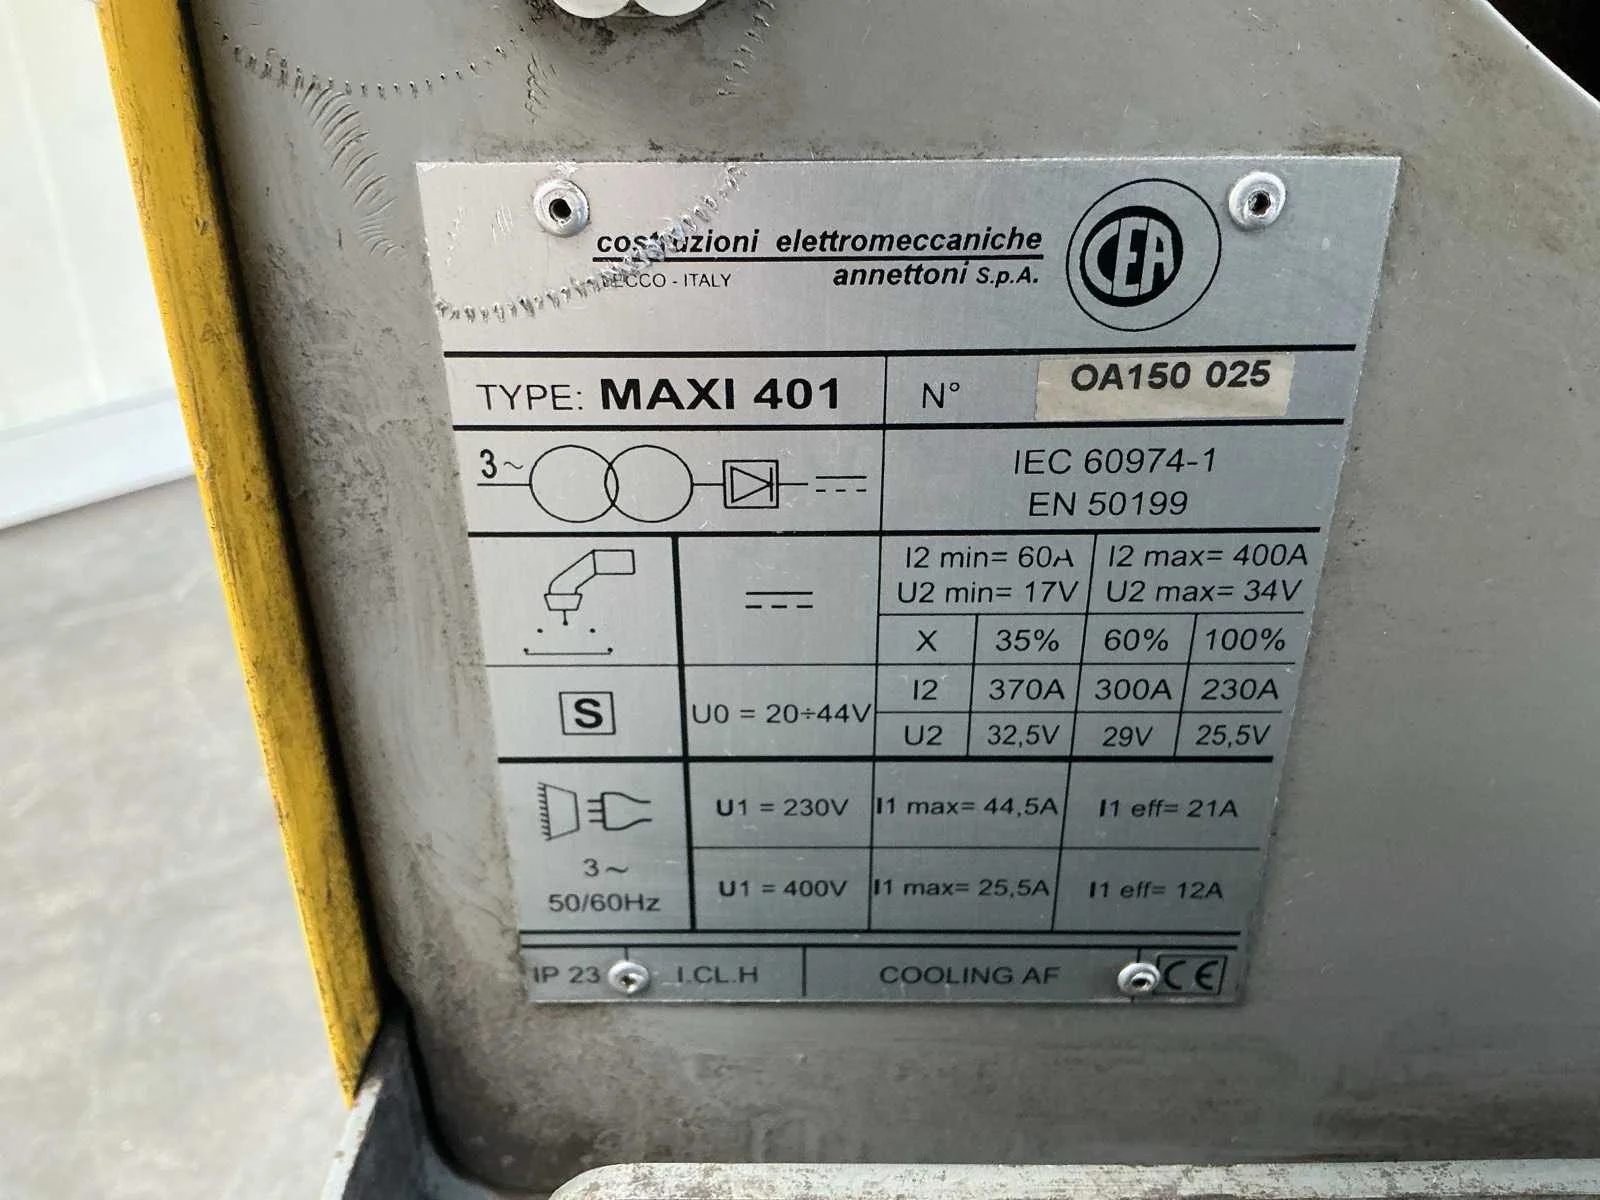 costruzioni elettromeccaniche
LECCO - ITALY annettoni S.p.A.
CEA
TYPE: MAXI 401 N° OA150 025
3~ IEC 60974-1
EN 50199
I2 min= 60A I2 max= 400A
U2 min= 17V U2 max= 34V
X 35% 60% 100%
I2 370A 300A 230A
S U0 = 20÷44V
U2 32,5V 29V 25,5V
U1 = 230V I1 max= 44,5A I1 eff= 21A
3~
50/60Hz
U1 = 400V I1 max= 25,5A I1 eff= 12A
IP 23 I.CL.H COOLING AF CE